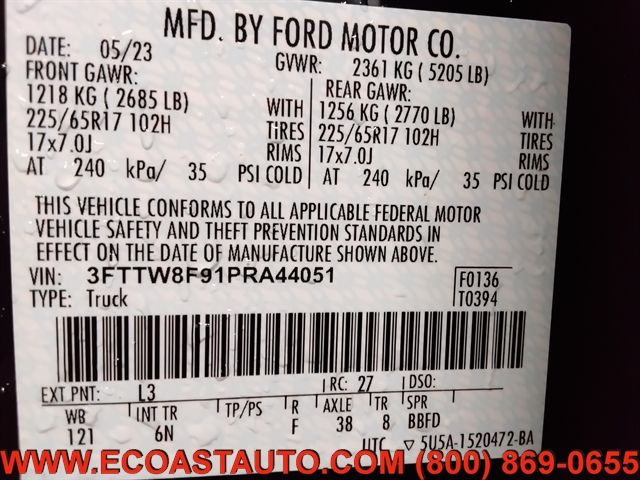 MFD. BY FORD MOTOR CO.
DATE: 05/23 GVWR: 2361 KG ( 5205 LB)
FRONT GAWR: REAR GAWR:
1218 KG ( 2685 LB) WITH 1256 KG ( 2770 LB) WITH
225/65R17 102H TIRES 225/65R17 102H TIRES
17x7.0J RIMS 17x7.0J RIMS
AT 240 kPa/ 35 PSI COLD AT 240 kPa/ 35 PSI COLD
THIS VEHICLE CONFORMS TO ALL APPLICABLE FEDERAL MOTOR
VEHICLE SAFETY AND THEFT PREVENTION STANDARDS IN
EFFECT ON THE DATE OF MANUFACTURE SHOWN ABOVE.
VIN: 3FTTW8F91PRA44051 F0136
TYPE: Truck T0394
EXT PNT: L3 RC: 27 DSO:
WB INT TR TP/PS R AXLE TR SPR
121 6N F 38 8 BBFD
UTC ▽ 5U5A-1520472-BA
WWW.ECOASTAUTO.COM (800) 869-0655